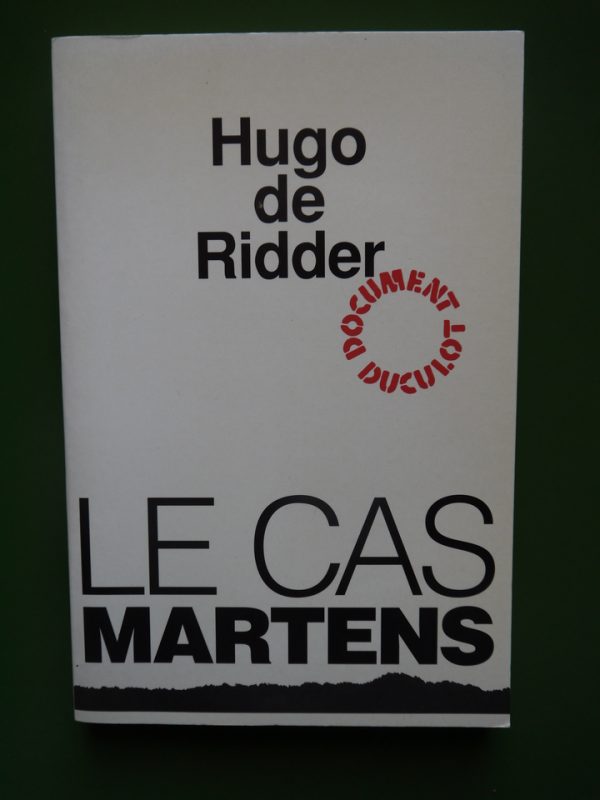 Hugo
de
Ridder
DOCUMENT
DUCULOT
LE CAS
MARTENS